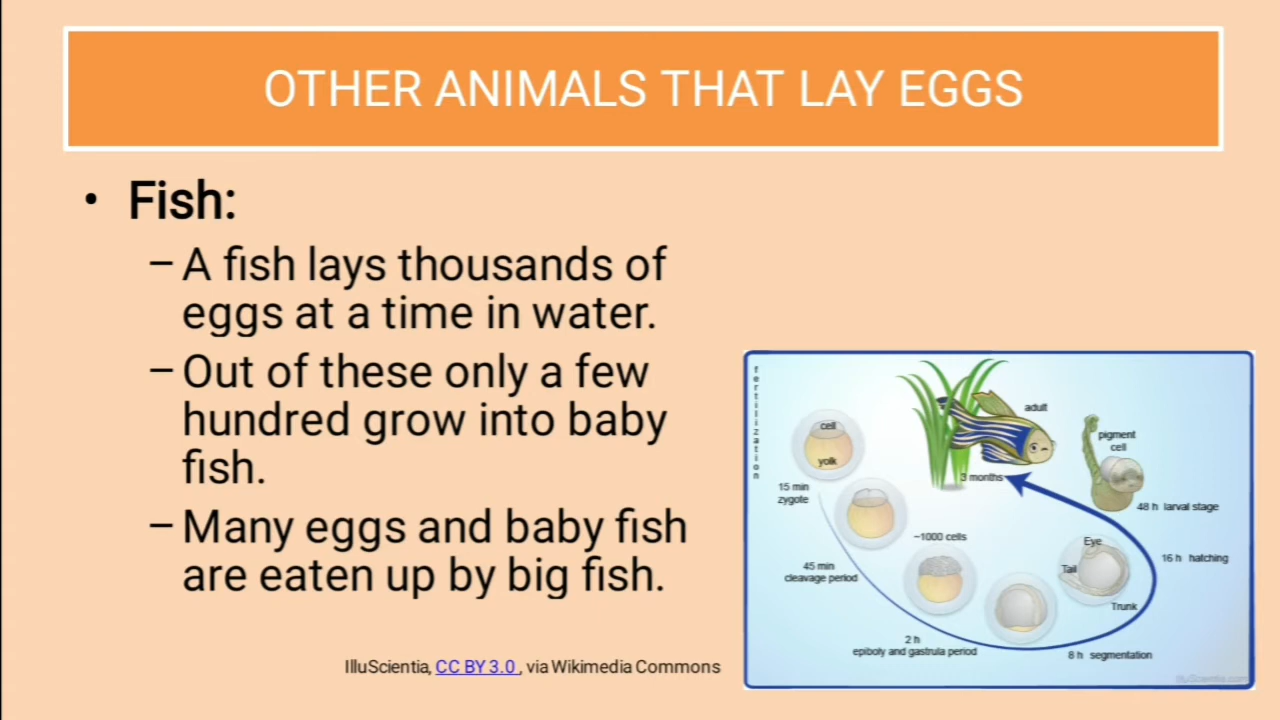 OTHER ANIMALS THAT LAY EGGS
• Fish:
– A fish lays thousands of
eggs at a time in water.
– Out of these only a few
hundred grow into baby
fish.
– Many eggs and baby fish
are eaten up by big fish.
IlluScientia, CC BY 3.0 , via Wikimedia Commons
fertilization
cell
yolk
15 min
zygote
45 min
cleavage period
~1000 cells
2 h
epiboly and gastrula period
8 h segmentation
Eye
Tail
Trunk
16 h hatching
48 h larval stage
pigment
cell
adult
3 months
IlluScientia.com